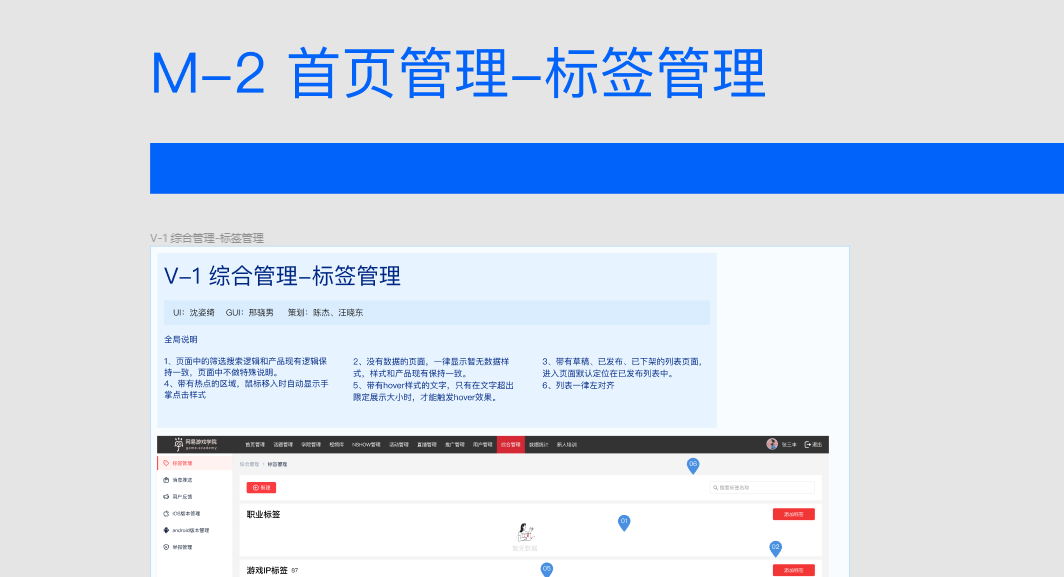 M-2 首页管理-标签管理
V-1 综合管理-标签管理
V-1 综合管理-标签管理
UI：沈姿绮 GUI：邢晓男 策划：陈杰、汪晓东
全局说明
1、页面中的筛选搜索逻辑和产品现有逻辑保
持一致，页面中不做特殊说明。
4、带有热点的区域，鼠标移入时自动显示手
掌点击样式
2、没有数据的页面，一律显示暂无数据样
式，样式和产品现有保持一致。
5、带有hover样式的文字，只有在文字超出
限定展示大小时，才能触发hover效果。
3、带有草稿、已发布、已下架的列表页面，
进入页面默认定位在已发布列表中。
6、列表一律左对齐
网易游戏学院
game academy
首页管理 话题管理 学院管理 视频库 NSHOW管理 活动管理 直播管理 推广管理 用户管理 综合管理 数据统计 新人培训 张三丰 退出
标签管理
消息推送
用户反馈
iOS版本管理
android版本管理
举报管理
综合管理 › 标签管理
06
新建
搜索标签名称
职业标签
添加标签
01
暂无数据
02
游戏IP标签 87
05
添加标签